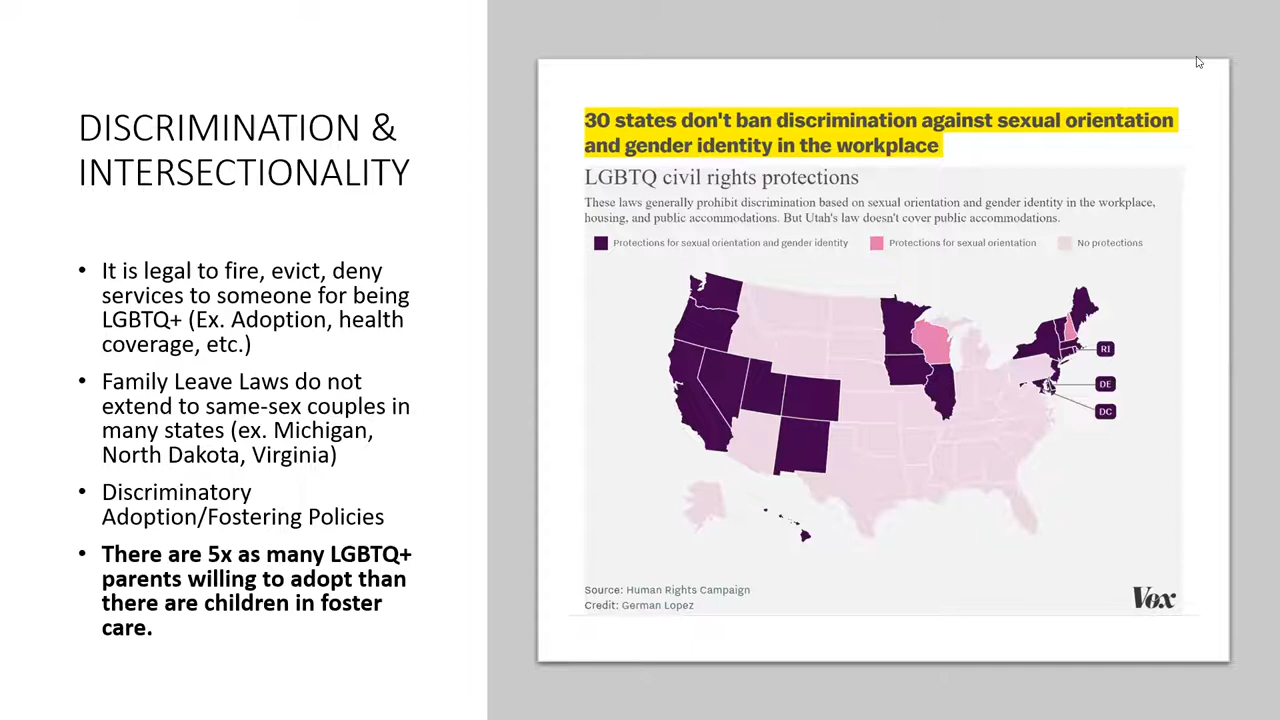 DISCRIMINATION &
INTERSECTIONALITY
• It is legal to fire, evict, deny
services to someone for being
LGBTQ+ (Ex. Adoption, health
coverage, etc.)
• Family Leave Laws do not
extend to same-sex couples in
many states (ex. Michigan,
North Dakota, Virginia)
• Discriminatory
Adoption/Fostering Policies
• There are 5x as many LGBTQ+
parents willing to adopt than
there are children in foster
care.
30 states don't ban discrimination against sexual orientation
and gender identity in the workplace
LGBTQ civil rights protections
These laws generally prohibit discrimination based on sexual orientation and gender identity in the workplace,
housing, and public accommodations. But Utah's law doesn't cover public accommodations.
Protections for sexual orientation and gender identity
Protections for sexual orientation
No protections
RI
DE
DC
Source: Human Rights Campaign
Credit: German Lopez
Vox